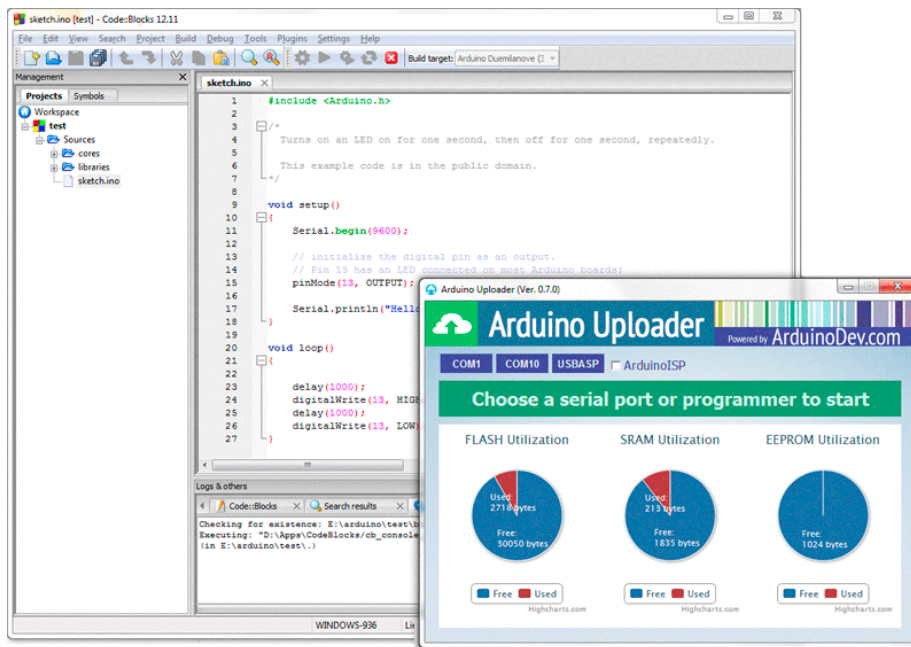 sketch.ino [test] - Code::Blocks 12.11
File Edit View Search Project Build Debug Tools Plugins Settings Help
Build target: Arduino Duemilanove (
Management
sketch.ino
Projects Symbols
Workspace
test
Sources
cores
libraries
sketch.ino
1 #include <Arduino.h>
2
3 /*
4 Turns on an LED on for one second, then off for one second, repeatedly.
5
6 This example code is in the public domain.
7 */
8
9 void setup()
10 {
11 Serial.begin(9600);
12
13 // initialize the digital pin as an output.
14 // Pin 13 has an LED connected on most Arduino boards:
15 pinMode(13, OUTPUT);
16
17 Serial.println("Hello
18 }
19
20 void loop()
21 {
22
23 delay(1000);
24 digitalWrite(13, HIGH
25 delay(1000);
26 digitalWrite(13, LOW)
27 }
Logs & others
Code::Blocks Search results
Checking for existence: E:\arduino\test\b
Executing: "D:\Apps\CodeBlocks/cb_console
(in E:\arduino\test\.)
WINDOWS-936
Arduino Uploader (Ver. 0.7.0)
Arduino Uploader
Powered by ArduinoDev.com
COM1 COM10 USBASP ArduinoISP
Choose a serial port or programmer to start
FLASH Utilization SRAM Utilization EEPROM Utilization
Used:
2718 bytes
Free:
30050 bytes
Used:
213 bytes
Free:
1835 bytes
Free:
1024 bytes
Free Used Free Used Free Used
Highcharts.com Highcharts.com Highcharts.com